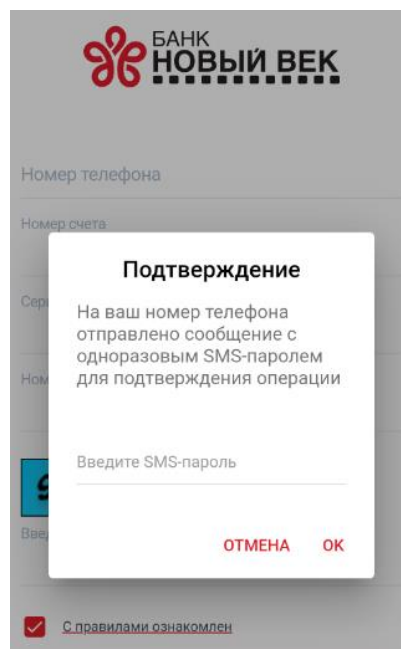 БАНК
НОВЫЙ ВЕК
Номер телефона
Номер счета
Подтверждение
На ваш номер телефона
отправлено сообщение с
одноразовым SMS-паролем
для подтверждения операции
Введите SMS-пароль
ОТМЕНА ОК
С правилами ознакомлен